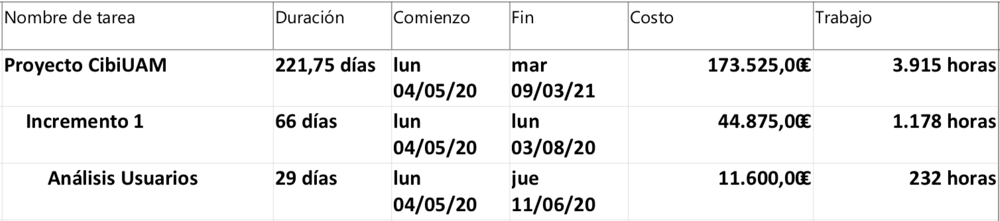 Nombre de tarea Duración Comienzo Fin Costo Trabajo
Proyecto CibiUAM 221,75 días lun mar 173.525,00€ 3.915 horas
04/05/20 09/03/21
Incremento 1 66 días lun lun 44.875,00€ 1.178 horas
04/05/20 03/08/20
Análisis Usuarios 29 días lun jue 11.600,00€ 232 horas
04/05/20 11/06/20